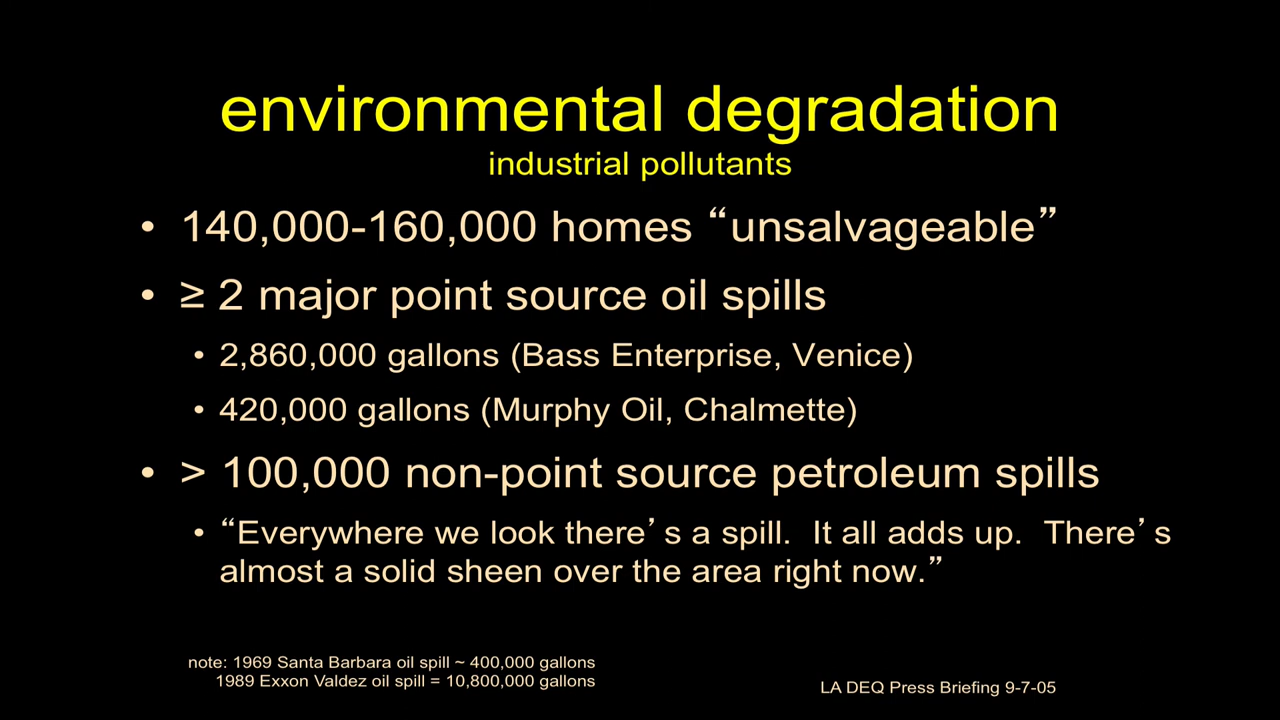 environmental degradation
industrial pollutants
• 140,000-160,000 homes “unsalvageable”
• ≥ 2 major point source oil spills
• 2,860,000 gallons (Bass Enterprise, Venice)
• 420,000 gallons (Murphy Oil, Chalmette)
• > 100,000 non-point source petroleum spills
• “Everywhere we look there’s a spill.  It all adds up.  There’s
almost a solid sheen over the area right now.”
note: 1969 Santa Barbara oil spill ~ 400,000 gallons
1989 Exxon Valdez oil spill = 10,800,000 gallons
LA DEQ Press Briefing 9-7-05